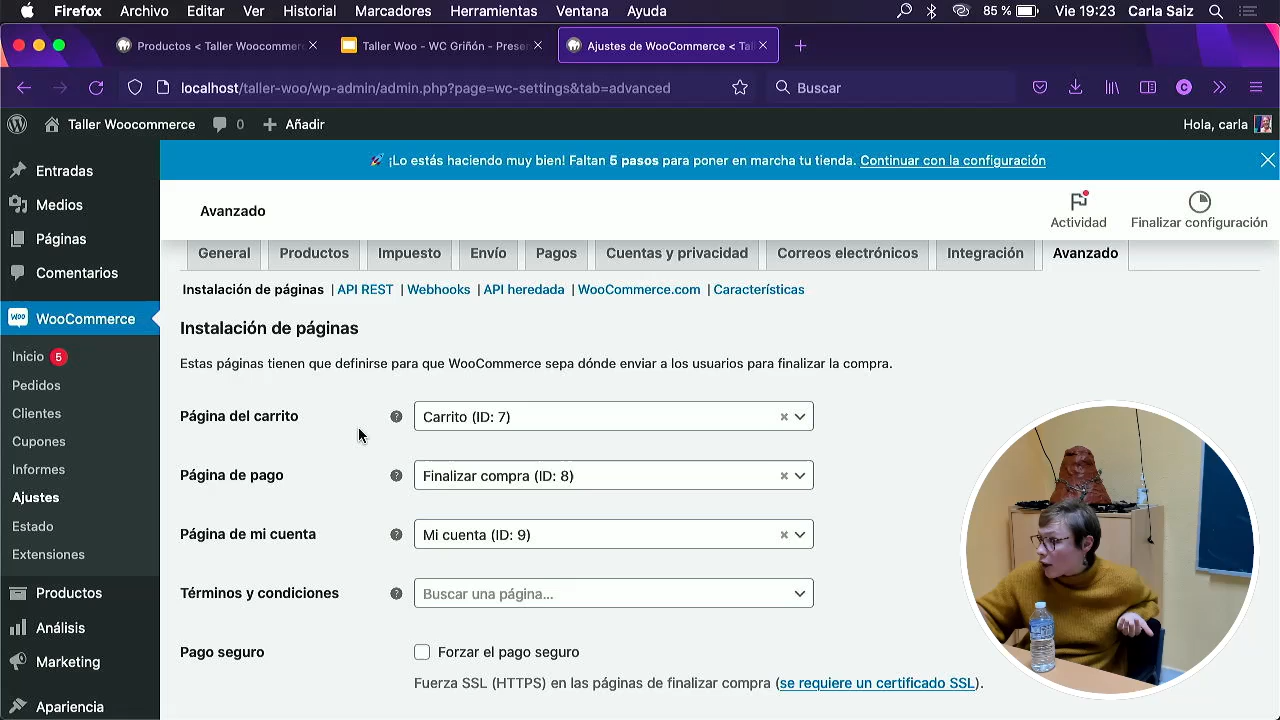 Firefox Archivo Editar Ver Historial Marcadores Herramientas Ventana Ayuda 85 % Vie 19:23 Carla Saiz
Productos < Taller Woocommer Taller Woo - WC Griñón - Prese Ajustes de WooCommerce < Tal
localhost/taller-woo/wp-admin/admin.php?page=wc-settings&tab=advanced Buscar
Taller Woocommerce 0 Añadir Hola, carla
¡Lo estás haciendo muy bien! Faltan 5 pasos para poner en marcha tu tienda. Continuar con la configuración
Entradas
Medios
Páginas
Comentarios
WooCommerce
Inicio 5
Pedidos
Clientes
Cupones
Informes
Ajustes
Estado
Extensiones
Productos
Análisis
Marketing
Apariencia
Avanzado
Actividad
Finalizar configuración
General Productos Impuesto Envío Pagos Cuentas y privacidad Correos electrónicos Integración Avanzado
Instalación de páginas | API REST | Webhooks | API heredada | WooCommerce.com | Características
Instalación de páginas
Estas páginas tienen que definirse para que WooCommerce sepa dónde enviar a los usuarios para finalizar la compra.
Página del carrito ? Carrito (ID: 7) ×
Página de pago ? Finalizar compra (ID: 8) ×
Página de mi cuenta ? Mi cuenta (ID: 9) ×
Términos y condiciones ? Buscar una página...
Pago seguro Forzar el pago seguro
Fuerza SSL (HTTPS) en las páginas de finalizar compra (se requiere un certificado SSL).